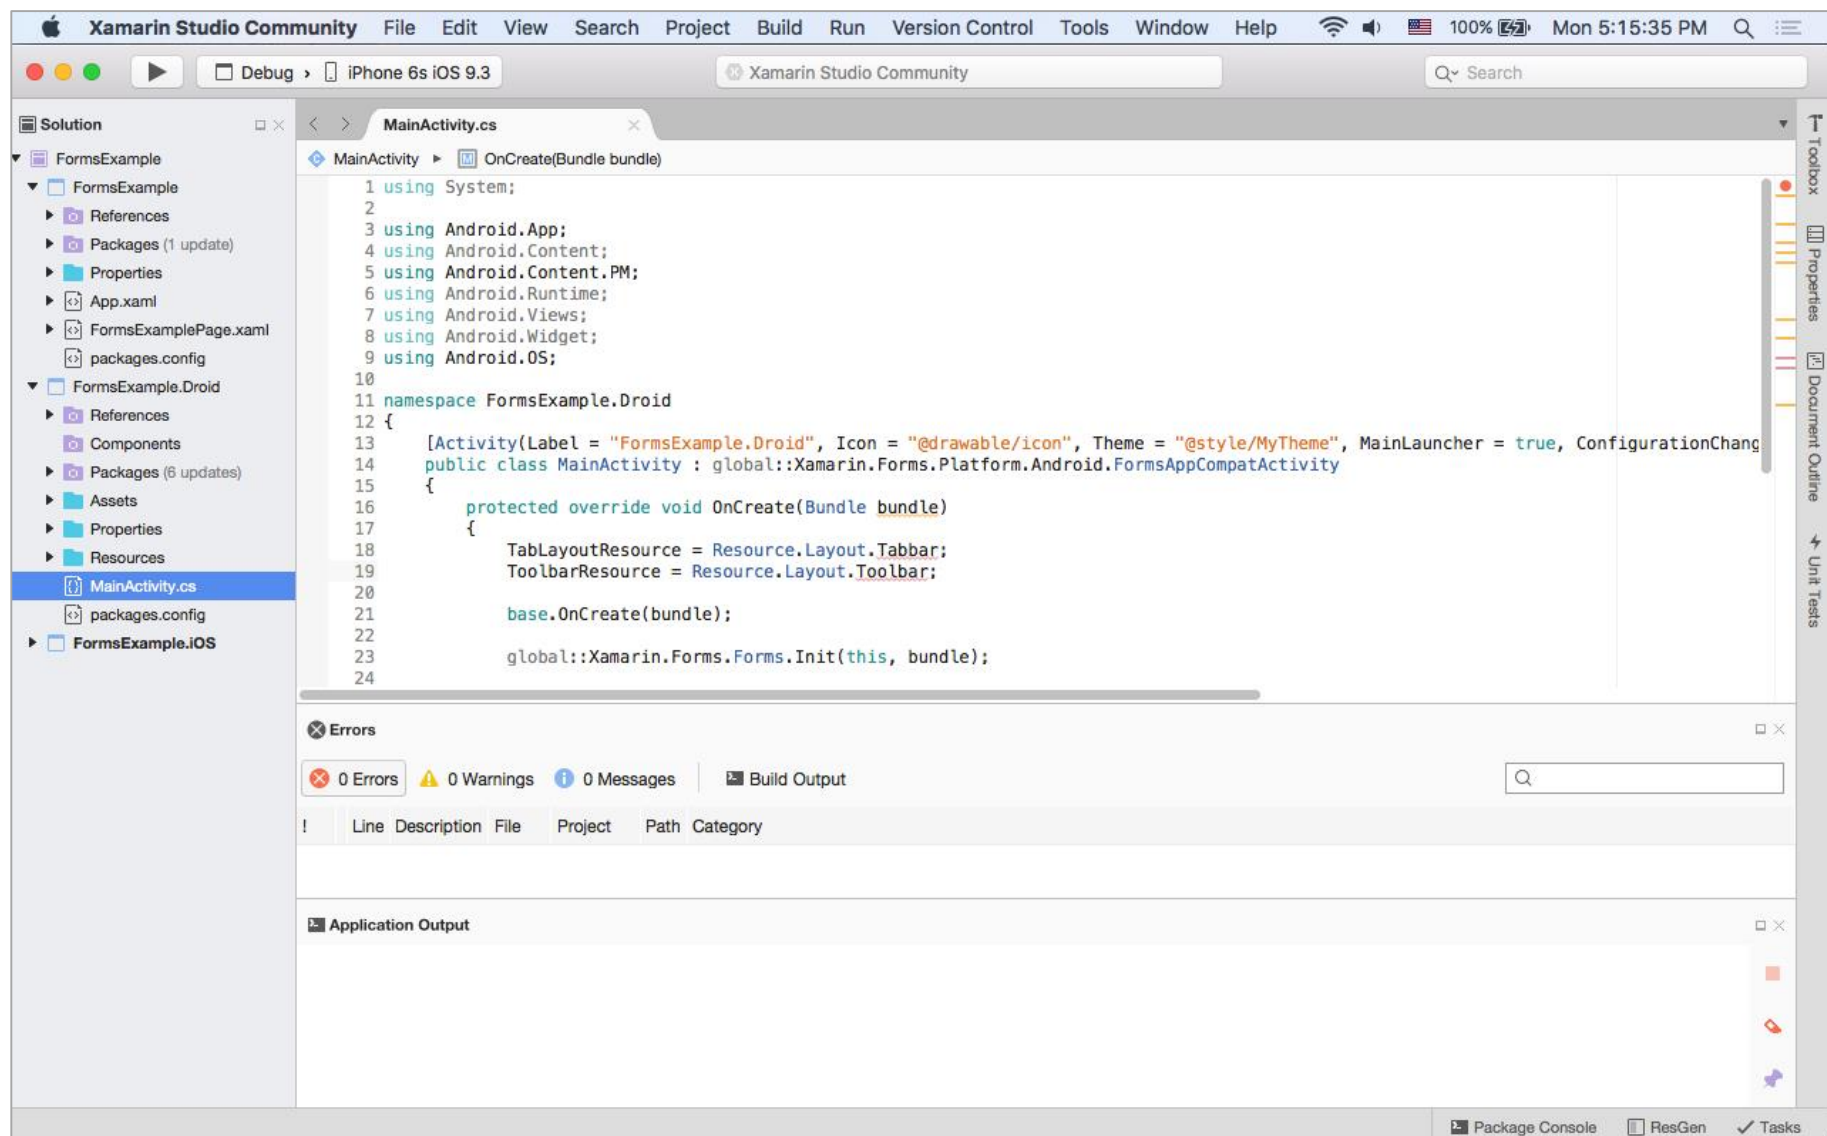 Xamarin Studio Community File Edit View Search Project Build Run Version Control Tools Window Help 100% Mon 5:15:35 PM
Debug › iPhone 6s iOS 9.3
Xamarin Studio Community
Search
Solution
FormsExample
FormsExample
References
Packages (1 update)
Properties
App.xaml
FormsExamplePage.xaml
packages.config
FormsExample.Droid
References
Components
Packages (6 updates)
Assets
Properties
Resources
MainActivity.cs
packages.config
FormsExample.iOS
MainActivity.cs
MainActivity ▸ OnCreate(Bundle bundle)
1 using System;
2
3 using Android.App;
4 using Android.Content;
5 using Android.Content.PM;
6 using Android.Runtime;
7 using Android.Views;
8 using Android.Widget;
9 using Android.OS;
10
11 namespace FormsExample.Droid
12 {
13 [Activity(Label = "FormsExample.Droid", Icon = "@drawable/icon", Theme = "@style/MyTheme", MainLauncher = true, ConfigurationChang
14 public class MainActivity : global::Xamarin.Forms.Platform.Android.FormsAppCompatActivity
15 {
16 protected override void OnCreate(Bundle bundle)
17 {
18 TabLayoutResource = Resource.Layout.Tabbar;
19 ToolbarResource = Resource.Layout.Toolbar;
20
21 base.OnCreate(bundle);
22
23 global::Xamarin.Forms.Forms.Init(this, bundle);
24
Toolbox
Properties
Document Outline
Unit Tests
Errors
0 Errors 0 Warnings 0 Messages Build Output
! Line Description File Project Path Category
Application Output
Package Console ResGen Tasks